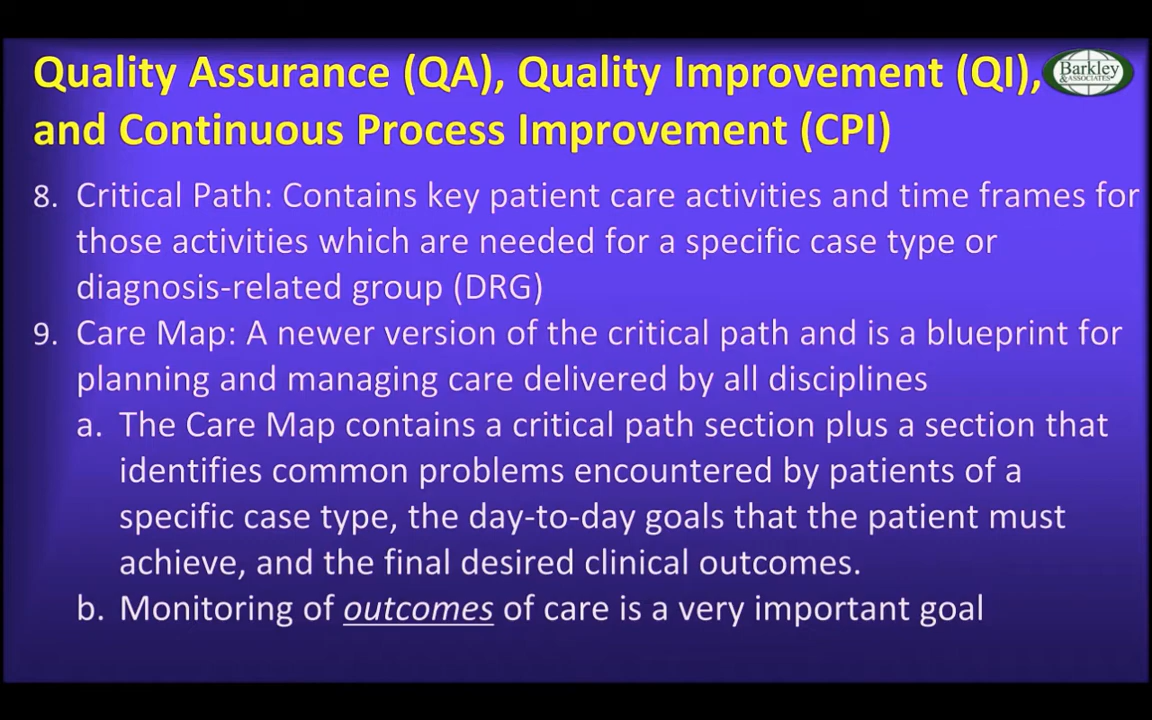 Quality Assurance (QA), Quality Improvement (QI),
and Continuous Process Improvement (CPI)
Barkley
& ASSOCIATES
8. Critical Path: Contains key patient care activities and time frames for
those activities which are needed for a specific case type or
diagnosis-related group (DRG)
9. Care Map: A newer version of the critical path and is a blueprint for
planning and managing care delivered by all disciplines
a. The Care Map contains a critical path section plus a section that
identifies common problems encountered by patients of a
specific case type, the day-to-day goals that the patient must
achieve, and the final desired clinical outcomes.
b. Monitoring of outcomes of care is a very important goal